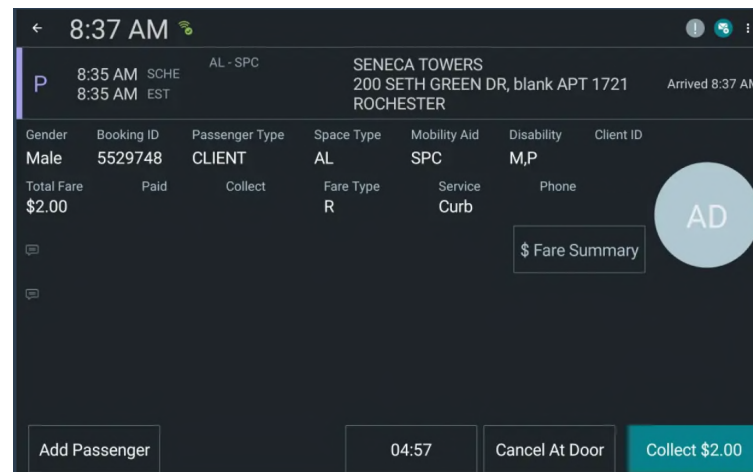 8:37 AM
P
8:35 AM SCHE
8:35 AM EST
AL - SPC
SENECA TOWERS
200 SETH GREEN DR, blank APT 1721
ROCHESTER
Arrived 8:37 AM
Gender Booking ID Passenger Type Space Type Mobility Aid Disability Client ID
Male 5529748 CLIENT AL SPC M,P
Total Fare Paid Collect Fare Type Service Phone
$2.00 R Curb
AD
$ Fare Summary
Add Passenger 04:57 Cancel At Door Collect $2.00